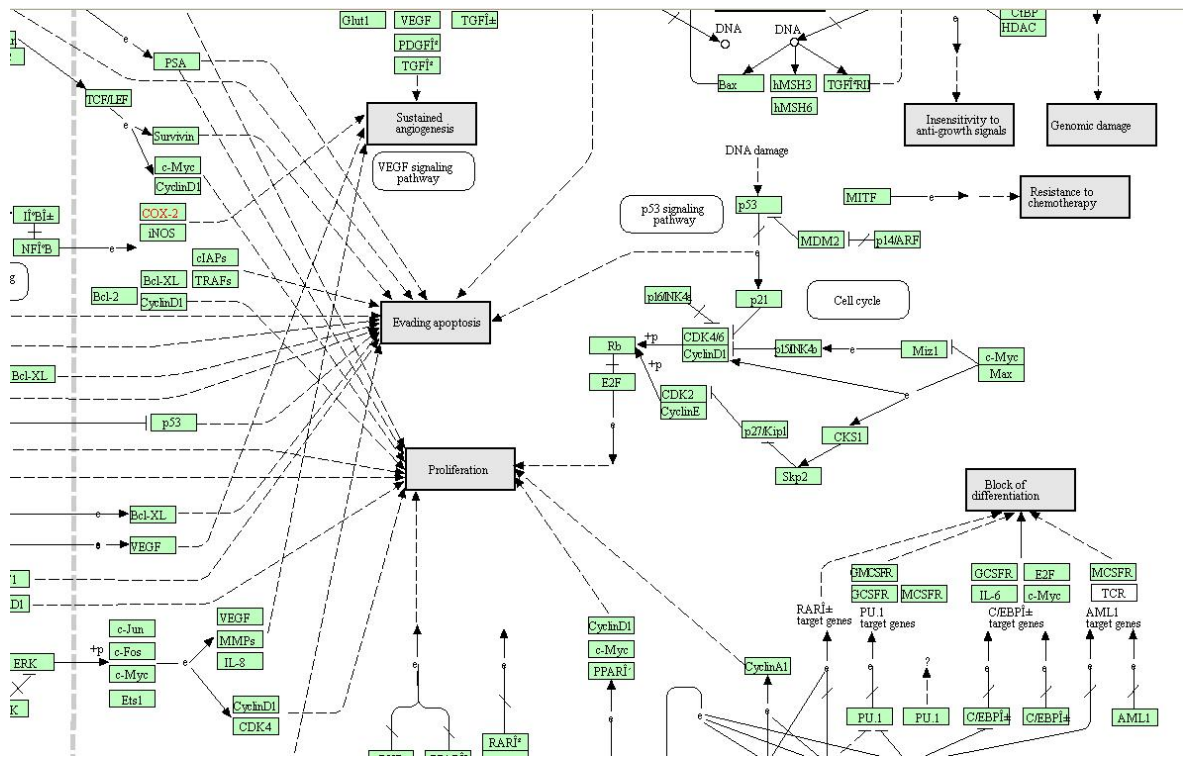 Glut1
VEGF
TGFÎ±
PDGFÎ²
TGFÎ²
e
PSA
TCF/LEF
e
Survivin
c-Myc
CyclinD1
IÎºBÎ±
NFÎºB
e
COX-2
iNOS
cIAPs
Bcl-XL
TRAFs
Bcl-2
CyclinD1
Sustained
angiogenesis
VEGF signaling
pathway
Evading apoptosis
Proliferation
Bcl-XL
p53
e
Bcl-XL
e
VEGF
D1
ERK
+p
c-Jun
c-Fos
c-Myc
Ets1
e
VEGF
MMPs
IL-8
CyclinD1
CDK4
DNA
DNA
Bax
hMSH3
TGFÎ²RII
hMSH6
CtBP
HDAC
e
Insensitivity to
anti-growth signals
Genomic damage
DNA damage
p53 signaling
pathway
p53
MDM2
p14/ARF
MITF
e
Resistance to
chemotherapy
e
p21
Cell cycle
p16/INK4a
CDK4/6
CyclinD1
p15/INK4b
e
Miz1
c-Myc
Max
Rb
+p
+p
E2F
e
CDK2
CyclinE
p27/Kip1
e
CKS1
Skp2
Block of
differentiation
GMCSFR
GCSFR
MCSFR
GCSFR
IL-6
E2F
c-Myc
MCSFR
TCR
RARÎ±
target genes
PU.1
target genes
C/EBPÎ±
target genes
AML1
target genes
CyclinD1
c-Myc
PPARÎ´
CyclinA1
e
e
e
RARÎ²
e
e
e
e
e
?
e
e
e
e
PU.1
PU.1
C/EBPÎ±
C/EBPÎ±
AML1